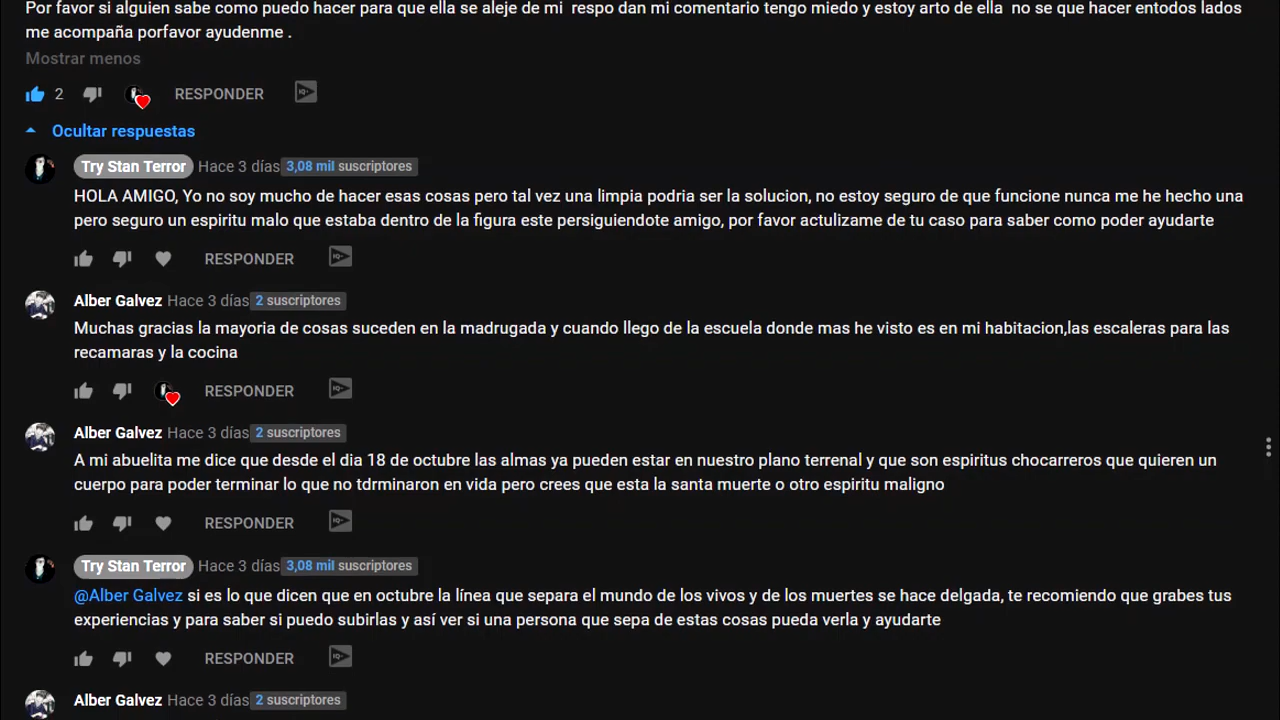 Por favor si alguien sabe como puedo hacer para que ella se aleje de mi respo dan mi comentario tengo miedo y estoy arto de ella no se que hacer entodos lados
me acompaña porfavor ayudenme .
Mostrar menos
2 RESPONDER
Ocultar respuestas
Try Stan Terror Hace 3 días 3,08 mil suscriptores
HOLA AMIGO, Yo no soy mucho de hacer esas cosas pero tal vez una limpia podria ser la solucion, no estoy seguro de que funcione nunca me he hecho una
pero seguro un espiritu malo que estaba dentro de la figura este persiguiendote amigo, por favor actulizame de tu caso para saber como poder ayudarte
RESPONDER
Alber Galvez Hace 3 días 2 suscriptores
Muchas gracias la mayoria de cosas suceden en la madrugada y cuando llego de la escuela donde mas he visto es en mi habitacion,las escaleras para las
recamaras y la cocina
RESPONDER
Alber Galvez Hace 3 días 2 suscriptores
A mi abuelita me dice que desde el dia 18 de octubre las almas ya pueden estar en nuestro plano terrenal y que son espiritus chocarreros que quieren un
cuerpo para poder terminar lo que no tdrminaron en vida pero crees que esta la santa muerte o otro espiritu maligno
RESPONDER
Try Stan Terror Hace 3 días 3,08 mil suscriptores
@Alber Galvez si es lo que dicen que en octubre la línea que separa el mundo de los vivos y de los muertes se hace delgada, te recomiendo que grabes tus
experiencias y para saber si puedo subirlas y así ver si una persona que sepa de estas cosas pueda verla y ayudarte
RESPONDER
Alber Galvez Hace 3 días 2 suscriptores